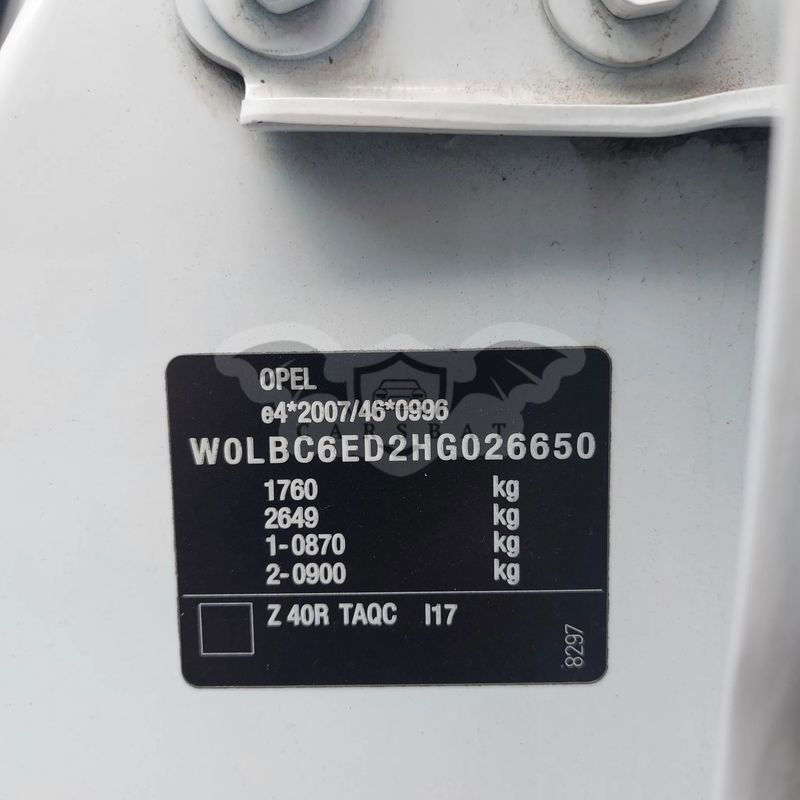 OPEL
e4*2007/46*0996
CARSBAT
W0LBC6ED2HG026650
1760 kg
2649 kg
1-0870 kg
2-0900 kg
Z 40R TAQC I17
8297